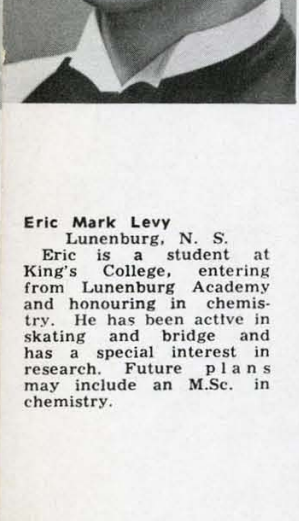 Eric Mark Levy
Lunenburg, N. S.
Eric is a student at
King's College, entering
from Lunenburg Academy
and honouring in chemis-
try. He has been active in
skating and bridge and
has a special interest in
research. Future plans
may include an M.Sc. in
chemistry.